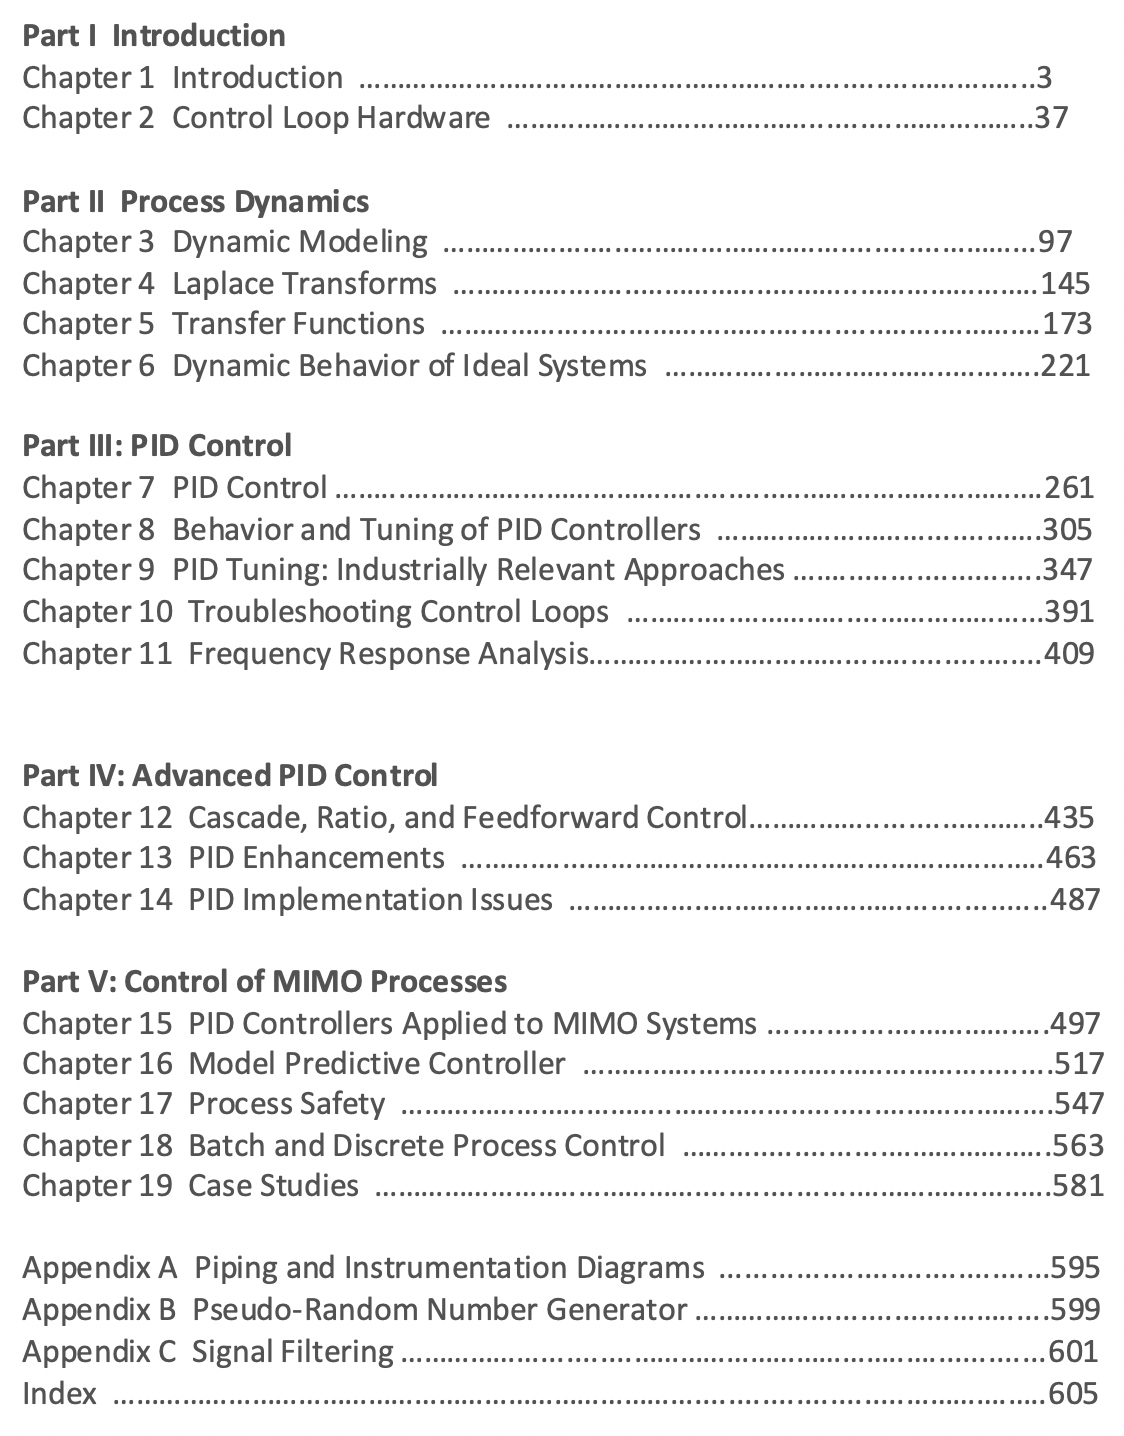 Part I  Introduction
Chapter 1  Introduction ........................................................................3
Chapter 2  Control Loop Hardware ........................................................37
Part II  Process Dynamics
Chapter 3  Dynamic Modeling ................................................................97
Chapter 4  Laplace Transforms ..............................................................145
Chapter 5  Transfer Functions ................................................................173
Chapter 6  Dynamic Behavior of Ideal Systems ........................................221
Part III: PID Control
Chapter 7  PID Control ............................................................................261
Chapter 8  Behavior and Tuning of PID Controllers ..................................305
Chapter 9  PID Tuning: Industrially Relevant Approaches ..........................347
Chapter 10  Troubleshooting Control Loops ............................................391
Chapter 11  Frequency Response Analysis................................................409
Part IV: Advanced PID Control
Chapter 12  Cascade, Ratio, and Feedforward Control................................435
Chapter 13  PID Enhancements ..............................................................463
Chapter 14  PID Implementation Issues ..................................................487
Part V: Control of MIMO Processes
Chapter 15  PID Controllers Applied to MIMO Systems ..............................497
Chapter 16  Model Predictive Controller ..................................................517
Chapter 17  Process Safety ......................................................................547
Chapter 18  Batch and Discrete Process Control ........................................563
Chapter 19  Case Studies ........................................................................581
Appendix A  Piping and Instrumentation Diagrams ....................................595
Appendix B  Pseudo-Random Number Generator ......................................599
Appendix C  Signal Filtering ....................................................................601
Index ....................................................................................................605